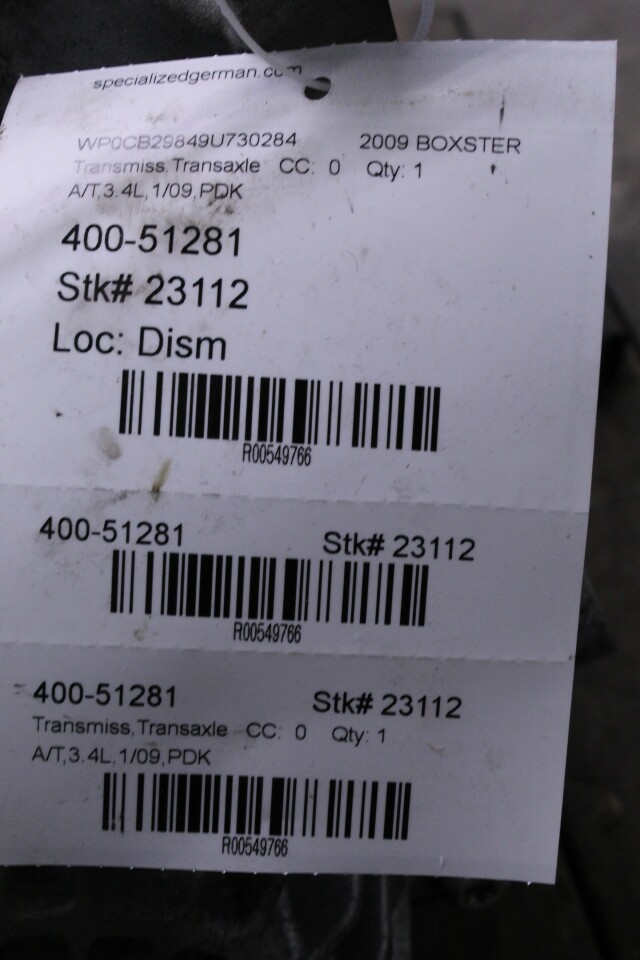 specializedgerman.com
WP0CB29849U730284 2009 BOXSTER
Transmiss,Transaxle CC: 0 Qty: 1
A/T,3.4L,1/09,PDK
400-51281
Stk# 23112
Loc: Dism
R00549766
400-51281 Stk# 23112
R00549766
400-51281 Stk# 23112
Transmiss,Transaxle CC: 0 Qty: 1
A/T,3.4L,1/09,PDK
R00549766